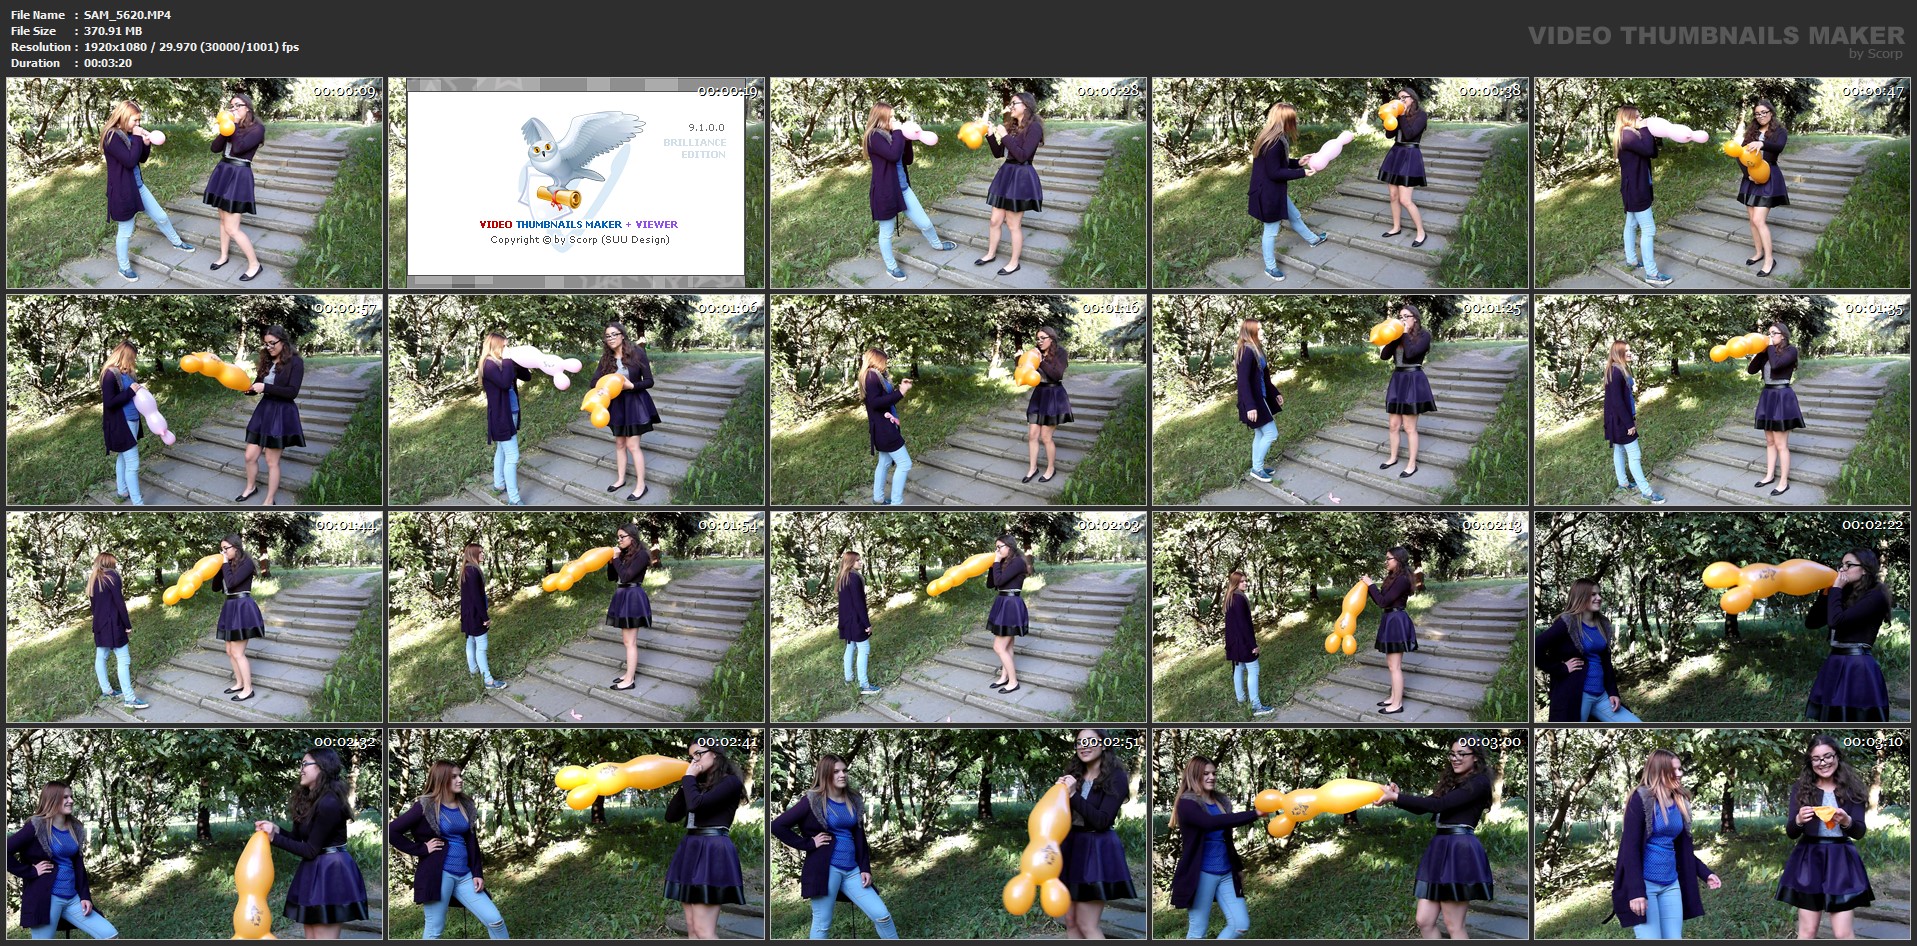 File Name : SAM_5620.MP4
File Size : 370.91 MB
Resolution : 1920x1080 / 29.970 (30000/1001) fps
Duration : 00:03:20
VIDEO THUMBNAILS MAKER
by Scorp
00:00:09
00:00:19
9.1.0.0
BRILLIANCE
EDITION
VIDEO THUMBNAILS MAKER + VIEWER
Copyright © by Scorp (SUU Design)
00:00:28
00:00:38
00:00:47
00:00:57
00:01:06
00:01:16
00:01:25
00:01:35
00:01:44
00:01:54
00:02:03
00:02:13
00:02:22
00:02:32
00:02:41
00:02:51
00:03:00
00:03:10